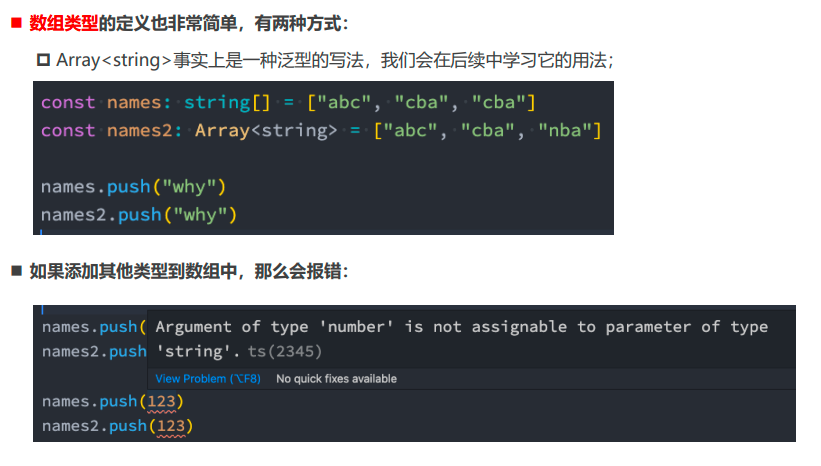 数组类型的定义也非常简单，有两种方式：
Array<string>事实上是一种泛型的写法，我们会在后续中学习它的用法；
const names: string[] = ["abc", "cba", "cba"]
const names2: Array<string> = ["abc", "cba", "nba"]
names.push("why")
names2.push("why")
如果添加其他类型到数组中，那么会报错：
names.push( Argument of type 'number' is not assignable to parameter of type
names2.push 'string'. ts(2345)
View Problem (⌥F8) No quick fixes available
names.push(123)
names2.push(123)